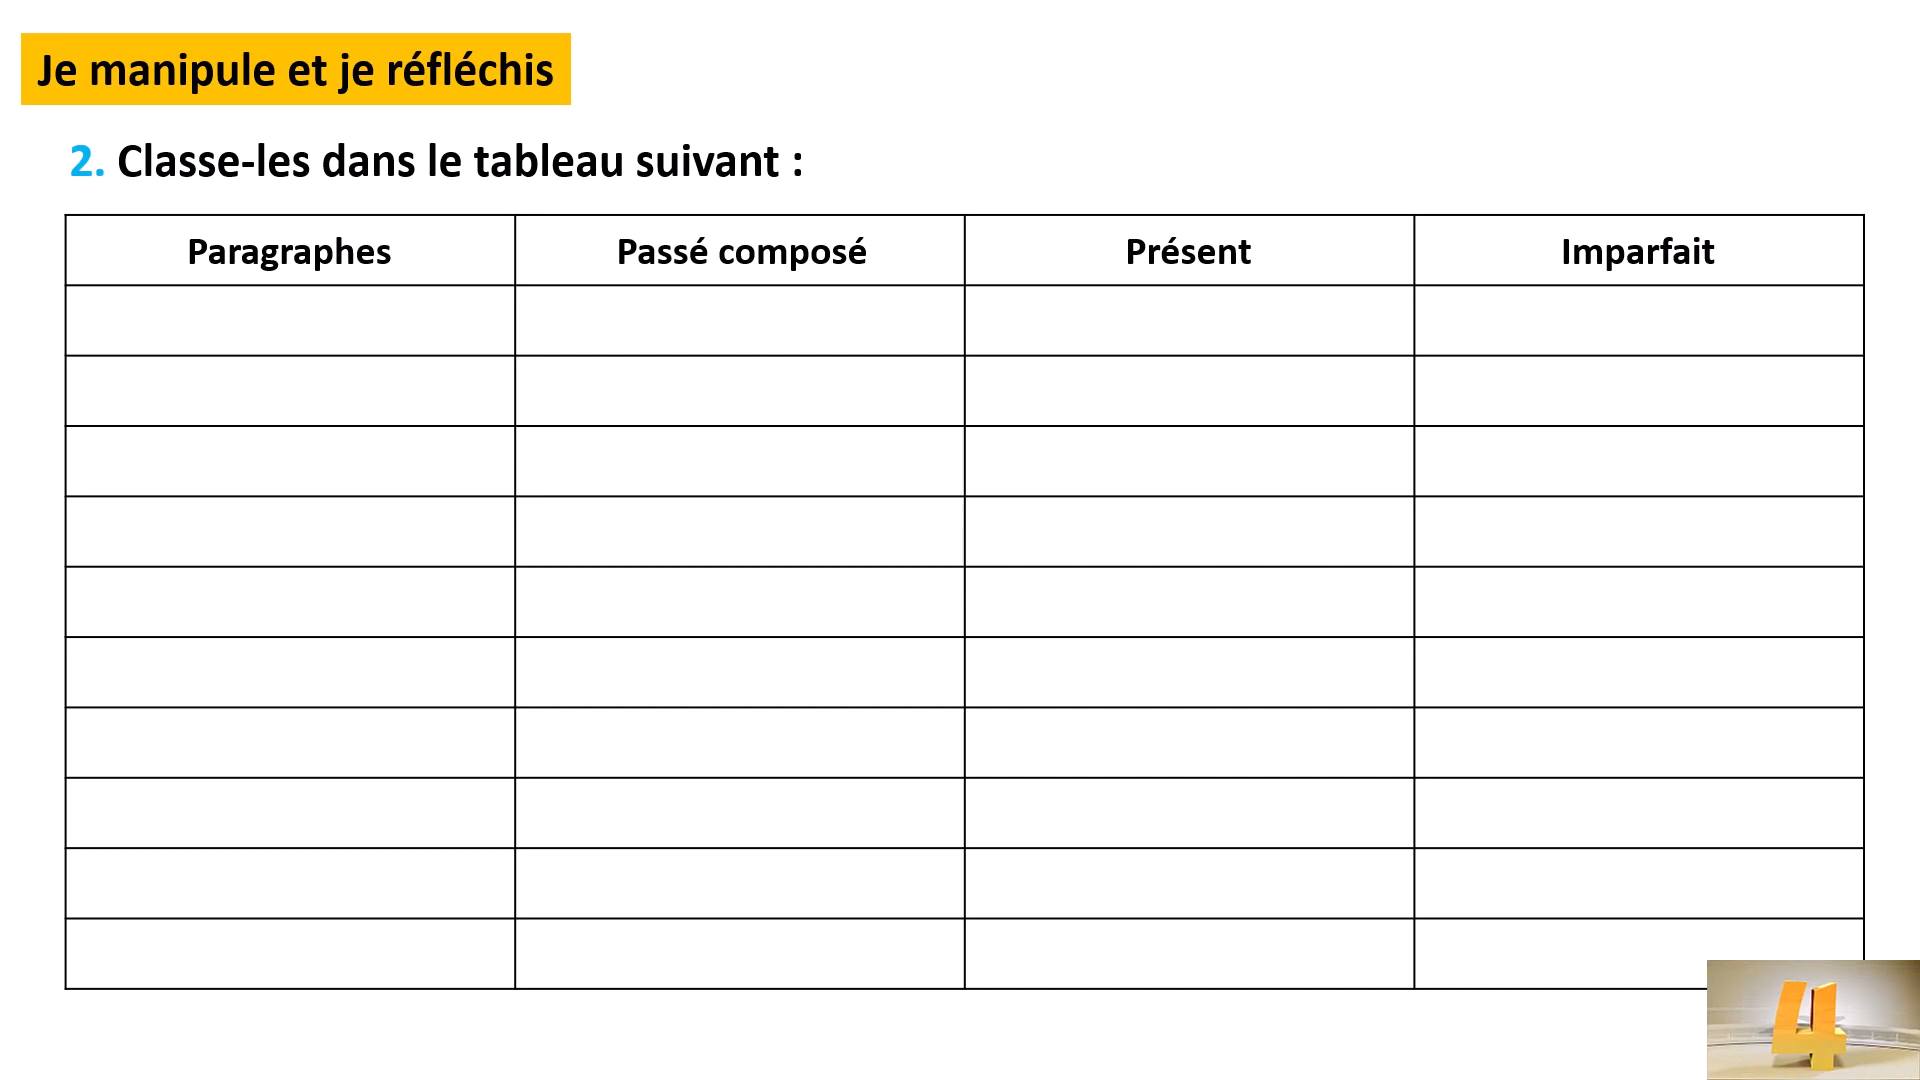 Je manipule et je réfléchis
2. Classe-les dans le tableau suivant :
Paragraphes Passé composé Présent Imparfait
4